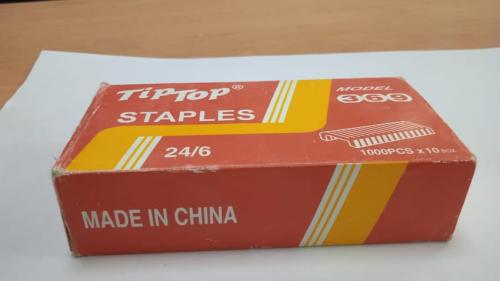 TipTop®
STAPLES
24/6
MODEL
369
1000PCS x 10 BOX
MADE IN CHINA